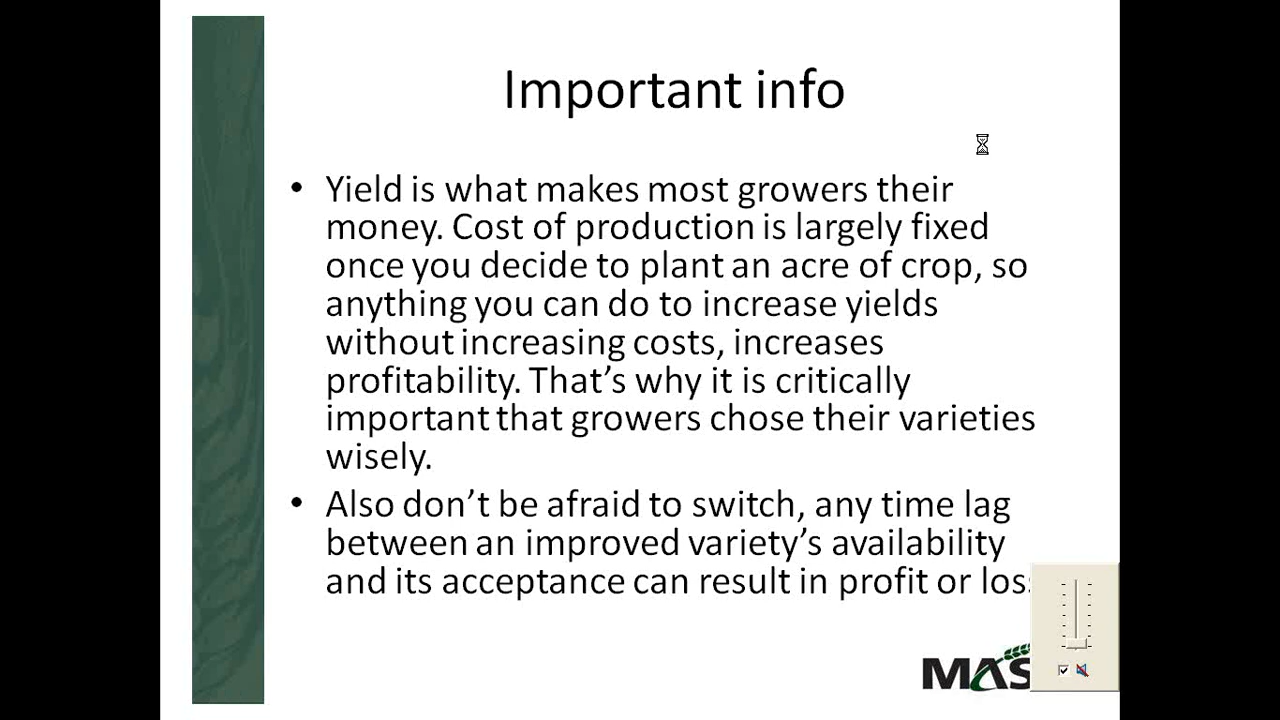 Important info
• Yield is what makes most growers their
money. Cost of production is largely fixed
once you decide to plant an acre of crop, so
anything you can do to increase yields
without increasing costs, increases
profitability. That’s why it is critically
important that growers chose their varieties
wisely.
• Also don’t be afraid to switch, any time lag
between an improved variety’s availability
and its acceptance can result in profit or los
MAS